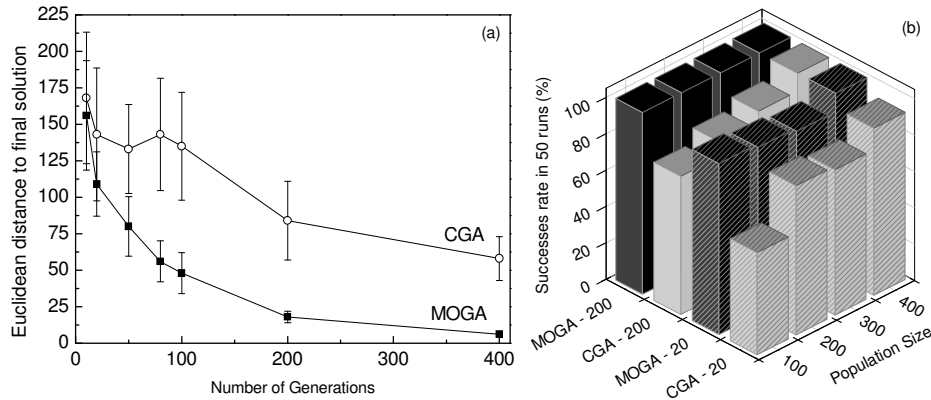 (a)
Euclidean distance to final solution
225
200
175
150
125
100
75
50
25
0
CGA
MOGA
0
100
200
300
400
Number of Generations
(b)
Successes rate in 50 runs (%)
100
80
60
40
20
0
MOGA - 200
CGA - 200
MOGA - 20
CGA - 20
100
200
300
400
Population Size